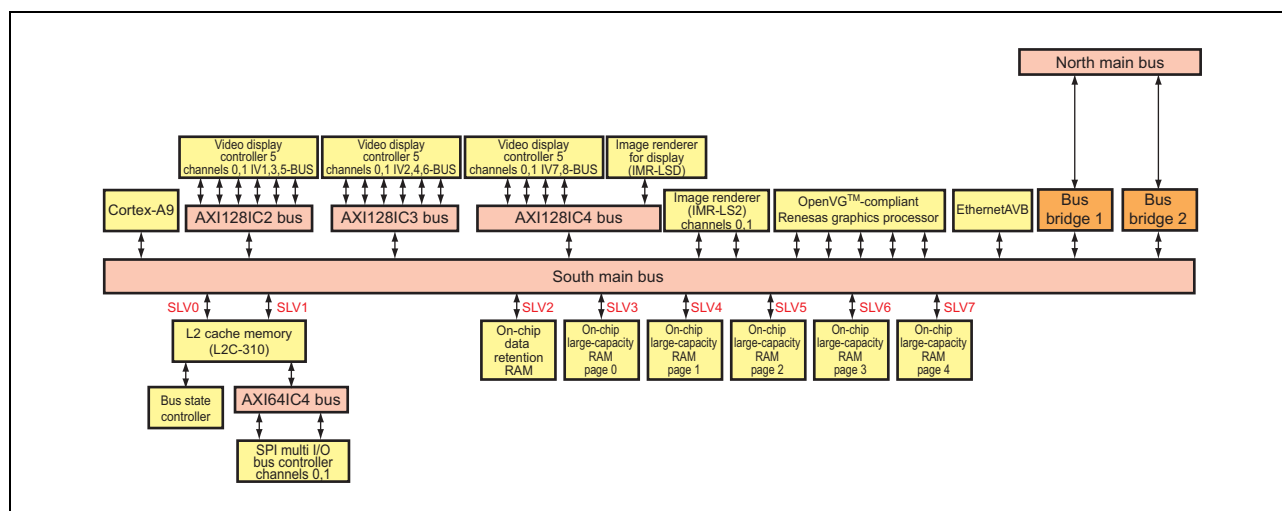 North main bus
Video display
controller 5
channels 0,1 IV1,3,5-BUS
Video display
controller 5
channels 0,1 IV2,4,6-BUS
Video display
controller 5
channels 0,1 IV7,8-BUS
Image renderer
for display
(IMR-LSD)
Cortex-A9
AXI128IC2 bus
AXI128IC3 bus
AXI128IC4 bus
Image renderer
(IMR-LS2)
channels 0,1
OpenVG™-compliant
Renesas graphics processor
EthernetAVB
Bus
bridge 1
Bus
bridge 2
South main bus
SLV0
SLV1
SLV2
SLV3
SLV4
SLV5
SLV6
SLV7
L2 cache memory
(L2C-310)
On-chip
data
retention
RAM
On-chip
large-capacity
RAM
page 0
On-chip
large-capacity
RAM
page 1
On-chip
large-capacity
RAM
page 2
On-chip
large-capacity
RAM
page 3
On-chip
large-capacity
RAM
page 4
Bus state
controller
AXI64IC4 bus
SPI multi I/O
bus controller
channels 0,1